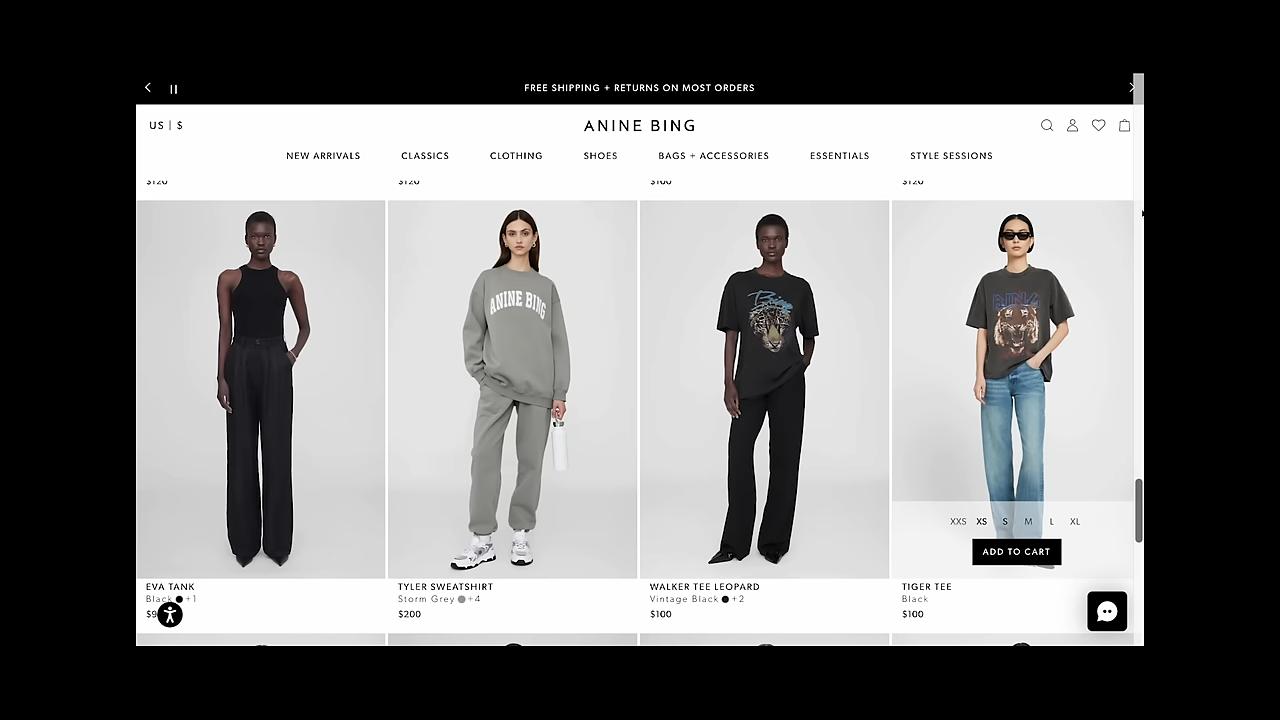 FREE SHIPPING + RETURNS ON MOST ORDERS
US | $
ANINE BING
NEW ARRIVALS
CLASSICS
CLOTHING
SHOES
BAGS + ACCESSORIES
ESSENTIALS
STYLE SESSIONS
$120
$120
$100
$120
ANINE BING
Bing
BING
XXS XS S M L XL
ADD TO CART
EVA TANK
Black +1
TYLER SWEATSHIRT
Storm Grey +4
$200
WALKER TEE LEOPARD
Vintage Black +2
$100
TIGER TEE
Black
$100